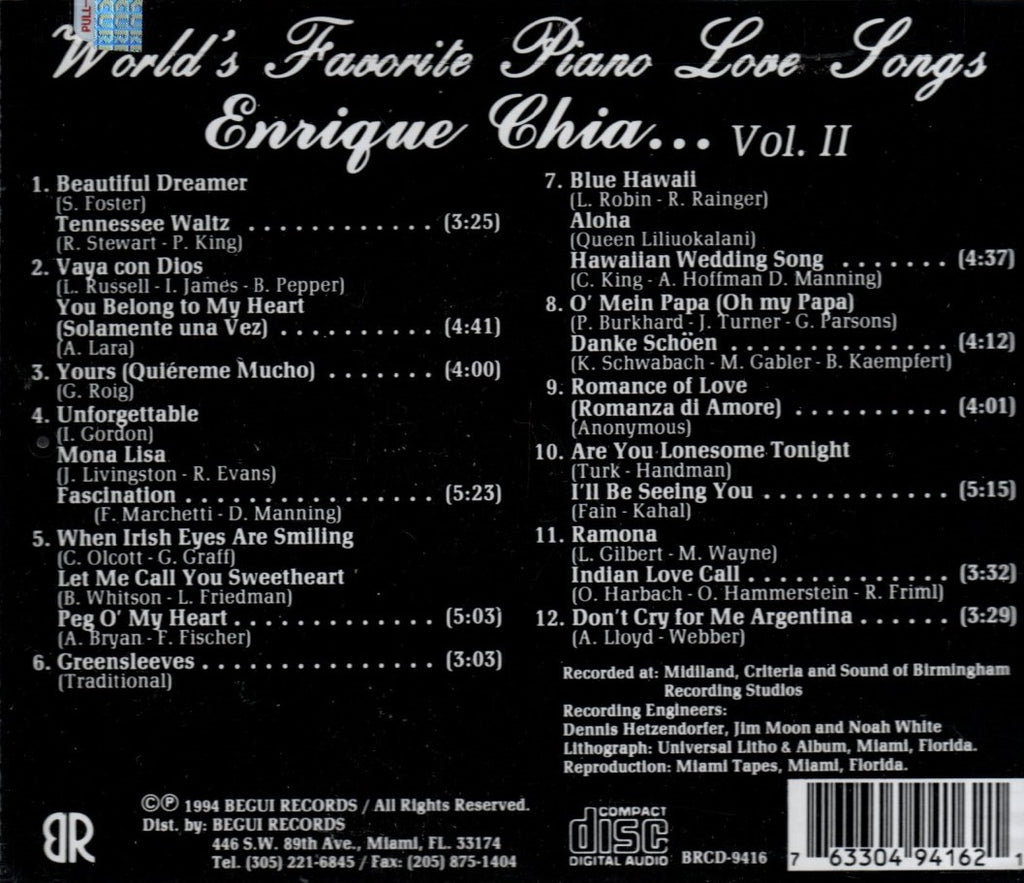 PULL-
World's Favorite Piano Love Songs
Enrique Chia... Vol. II
1. Beautiful Dreamer
(S. Foster)
Tennessee Waltz . . . . . . . . . . . . (3:25)
(R. Stewart - P. King)
2. Vaya con Dios
(L. Russell - I. James - B. Pepper)
You Belong to My Heart
(Solamente una Vez) . . . . . . . . . . (4:41)
(A. Lara)
3. Yours (Quiéreme Mucho) . . . . . . . (4:00)
(G. Roig)
4. Unforgettable
(I. Gordon)
Mona Lisa
(J. Livingston - R. Evans)
Fascination . . . . . . . . . . . . . . . . (5:23)
(F. Marchetti - D. Manning)
5. When Irish Eyes Are Smiling
(C. Olcott - G. Graff)
Let Me Call You Sweetheart
(B. Whitson - L. Friedman)
Peg O' My Heart . . . . . . . . . . . . . (5:03)
(A. Bryan - F. Fischer)
6. Greensleeves . . . . . . . . . . . . . . . (3:03)
(Traditional)
7. Blue Hawaii
(L. Robin - R. Rainger)
Aloha
(Queen Liliuokalani)
Hawaiian Wedding Song . . . . . . . (4:37)
(C. King - A. Hoffman D. Manning)
8. O' Mein Papa (Oh my Papa)
(P. Burkhard - J. Turner - G. Parsons)
Danke Schöen . . . . . . . . . . . . . . . (4:12)
(K. Schwabach - M. Gabler - B. Kaempfert)
9. Romance of Love
(Romanza di Amore) . . . . . . . . . . (4:01)
(Anonymous)
10. Are You Lonesome Tonight
(Turk - Handman)
I'll Be Seeing You . . . . . . . . . . . . (5:15)
(Fain - Kahal)
11. Ramona
(L. Gilbert - M. Wayne)
Indian Love Call . . . . . . . . . . . . . . (3:32)
(O. Harbach - O. Hammerstein - R. Friml)
12. Don't Cry for Me Argentina . . . . . . (3:29)
(A. Lloyd - Webber)
Recorded at: Midiland, Criteria and Sound of Birmingham
Recording Studios
Recording Engineers:
Dennis Hetzendorfer, Jim Moon and Noah White
Lithograph: Universal Litho & Album, Miami, Florida.
Reproduction: Miami Tapes, Miami, Florida.
BR
©℗ 1994 BEGUI RECORDS / All Rights Reserved.
Dist. by: BEGUI RECORDS
446 S.W. 89th Ave., Miami, FL. 33174
Tel. (305) 221-6845 / Fax: (205) 875-1404
COMPACT
disc
DIGITAL AUDIO
BRCD-9416
7 63304 94162 1